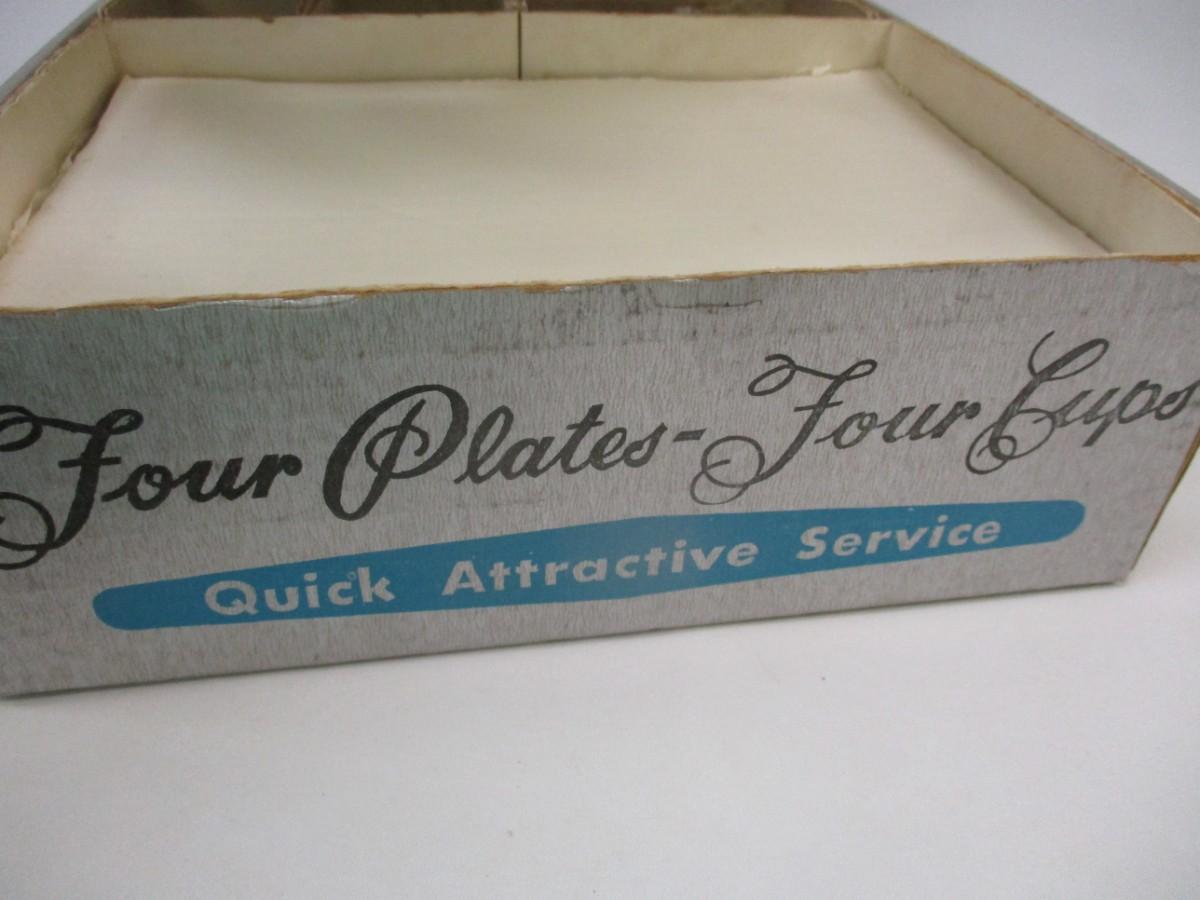 Four Plates-Four Cups
Quick Attractive Service